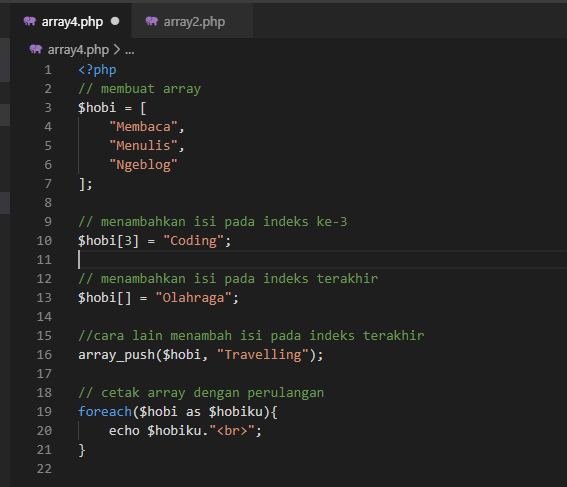 array4.php ● array2.php
array4.php > ...
1 <?php
2 // membuat array
3 $hobi = [
4     "Membaca",
5     "Menulis",
6     "Ngeblog"
7 ];
8
9 // menambahkan isi pada indeks ke-3
10 $hobi[3] = "Coding";
11
12 // menambahkan isi pada indeks terakhir
13 $hobi[] = "Olahraga";
14
15 //cara lain menambah isi pada indeks terakhir
16 array_push($hobi, "Travelling");
17
18 // cetak array dengan perulangan
19 foreach($hobi as $hobiku){
20     echo $hobiku."<br>";
21 }
22